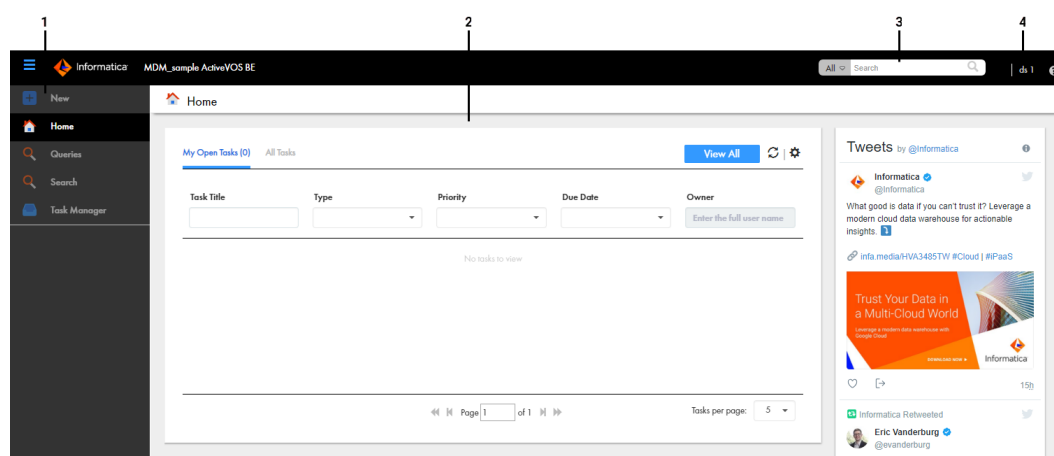 1
2
3
4
Informatica MDM_sample ActiveVOS BE All Search ds 1
New
Home
Queries
Search
Task Manager
Home
My Open Tasks (0) All Tasks View All
Task Title Type Priority Due Date Owner
Enter the full user name
No tasks to view
Page 1 of 1 Tasks per page: 5
Tweets by @Informatica
Informatica
@Informatica
What good is data if you can't trust it? Leverage a
modern cloud data warehouse for actionable
insights.
infa.media/HVA3485TW #Cloud | #iPaaS
Trust Your Data in
a Multi-Cloud World
Leverage a modern data warehouse with
Google Cloud
DOWNLOAD NOW
Informatica
15h
Informatica Retweeted
Eric Vanderburg
@evanderburg